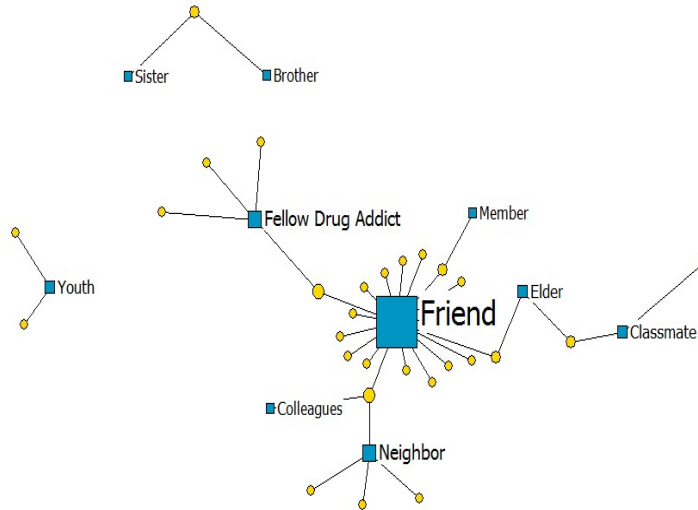 Sister
Brother
Member
Fellow Drug Addict
Youth
Elder
Friend
Classmate
Colleagues
Neighbor